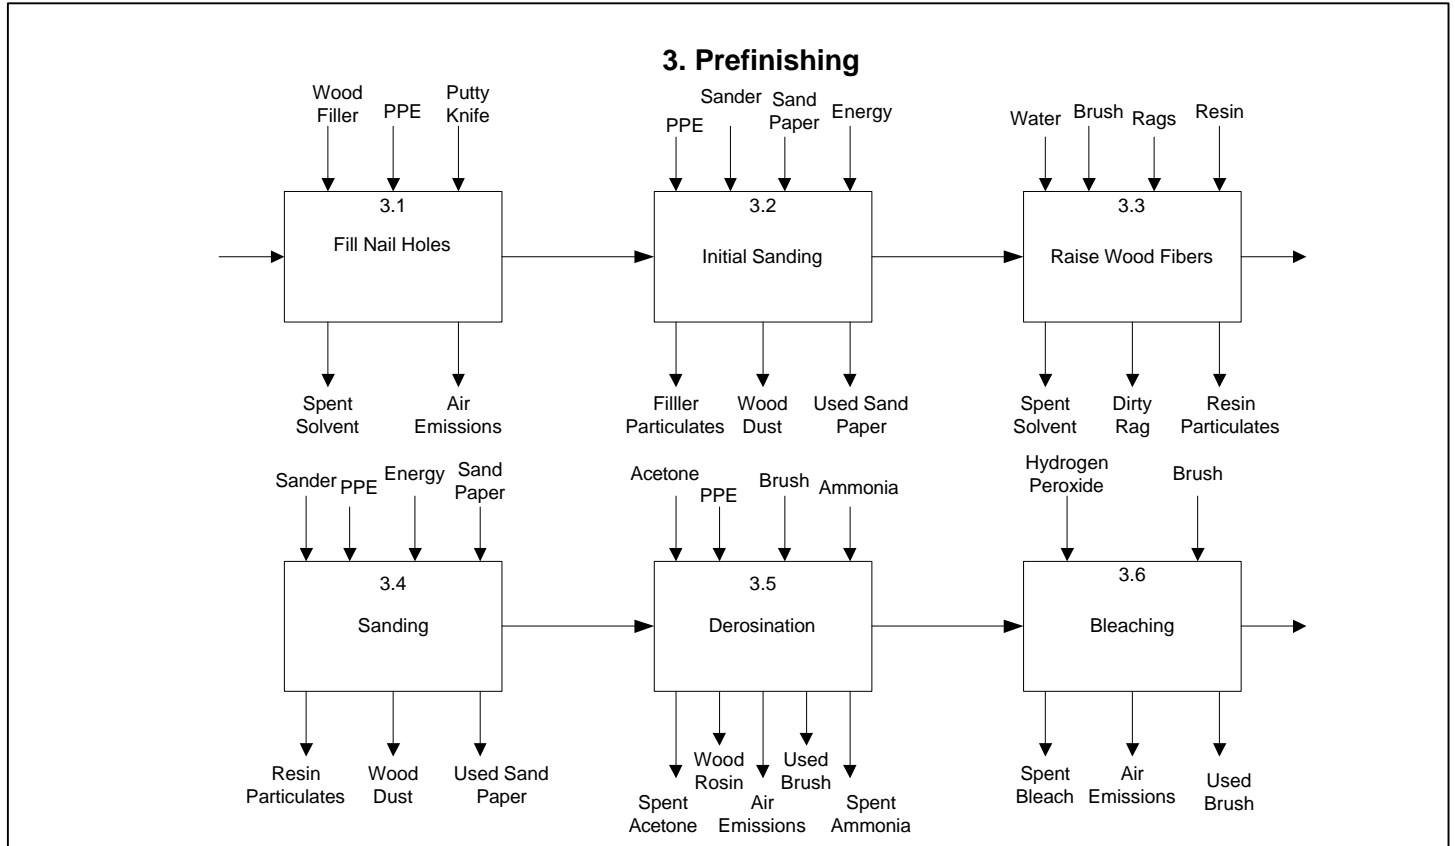 3. Prefinishing
Wood
Filler
PPE
Putty
Knife
3.1
Fill Nail Holes
Spent
Solvent
Air
Emissions
PPE
Sander
Sand
Paper
Energy
3.2
Initial Sanding
Filller
Particulates
Wood
Dust
Used Sand
Paper
Water
Brush
Rags
Resin
3.3
Raise Wood Fibers
Spent
Solvent
Dirty
Rag
Resin
Particulates
Sander
PPE
Energy
Sand
Paper
3.4
Sanding
Resin
Particulates
Wood
Dust
Used Sand
Paper
Acetone
PPE
Brush
Ammonia
3.5
Derosination
Spent
Acetone
Wood
Rosin
Air
Emissions
Used
Brush
Spent
Ammonia
Hydrogen
Peroxide
Brush
3.6
Bleaching
Spent
Bleach
Air
Emissions
Used
Brush